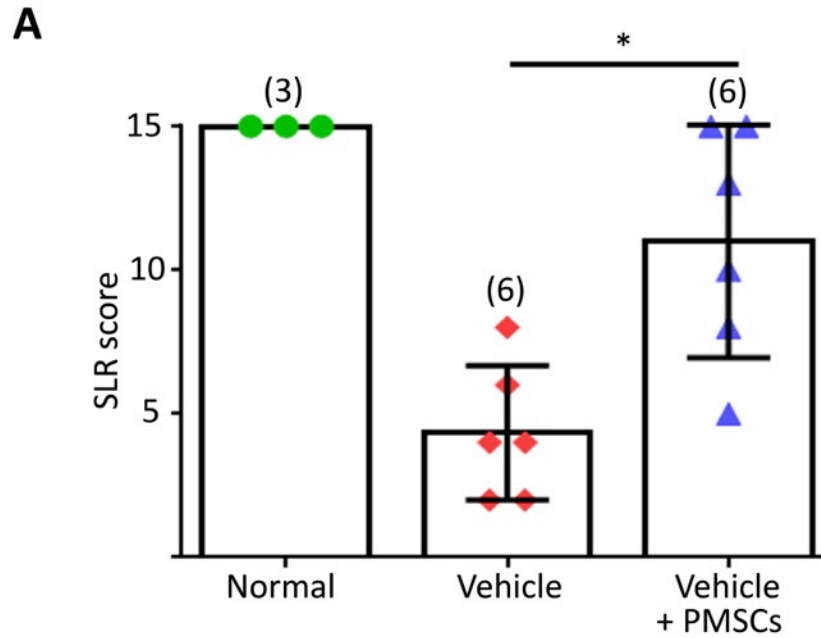 A
*
(3)
(6)
(6)
15
10
5
SLR score
Normal
Vehicle
Vehicle
+ PMSCs